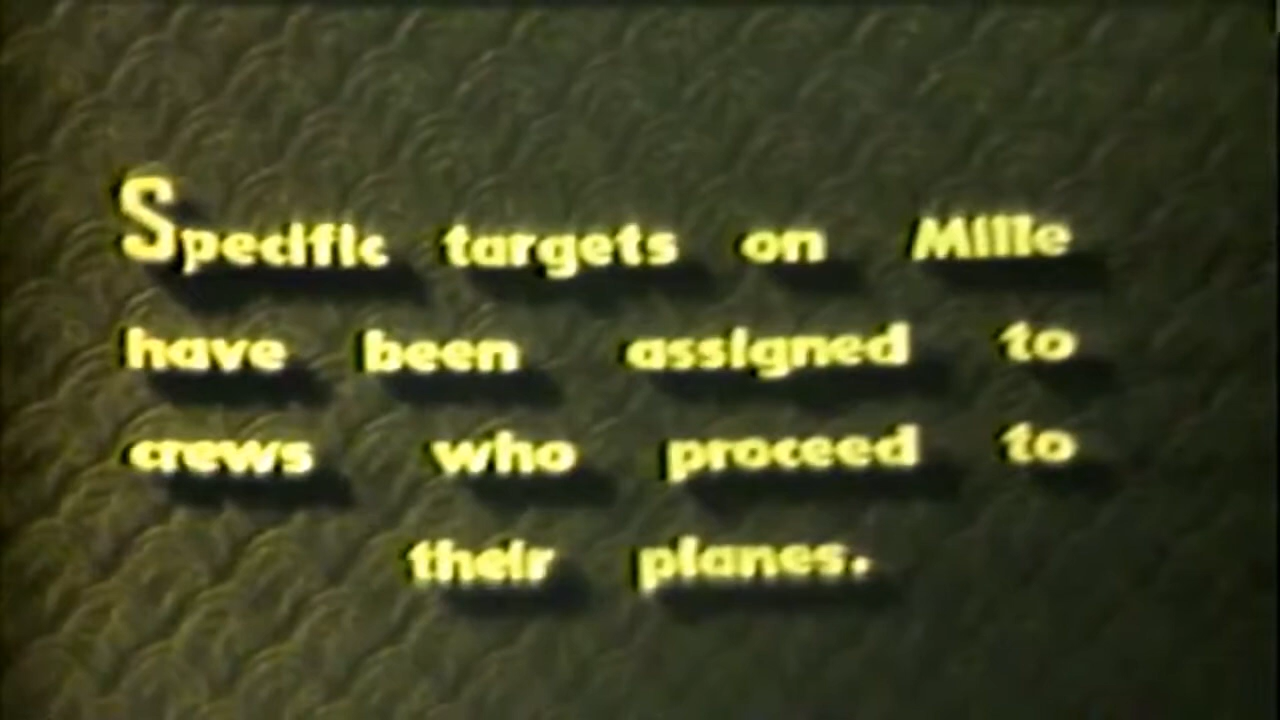 Specific targets on Mille
have been assigned to
crews who proceed to
their planes.